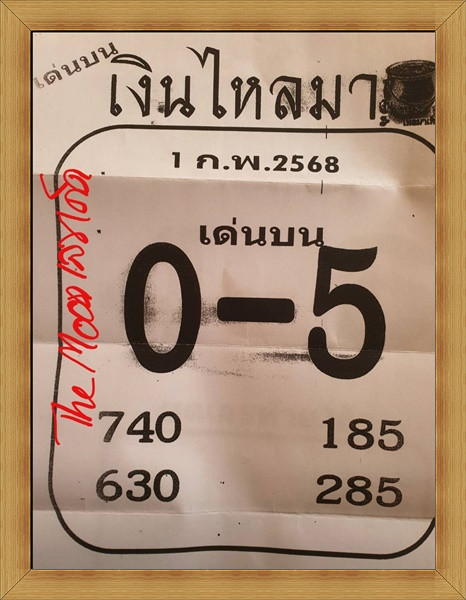 เด่นบน
เงินไหลมา
1 ก.พ.2568
เด่นบน
0-5
740 185
630 285
The Moon